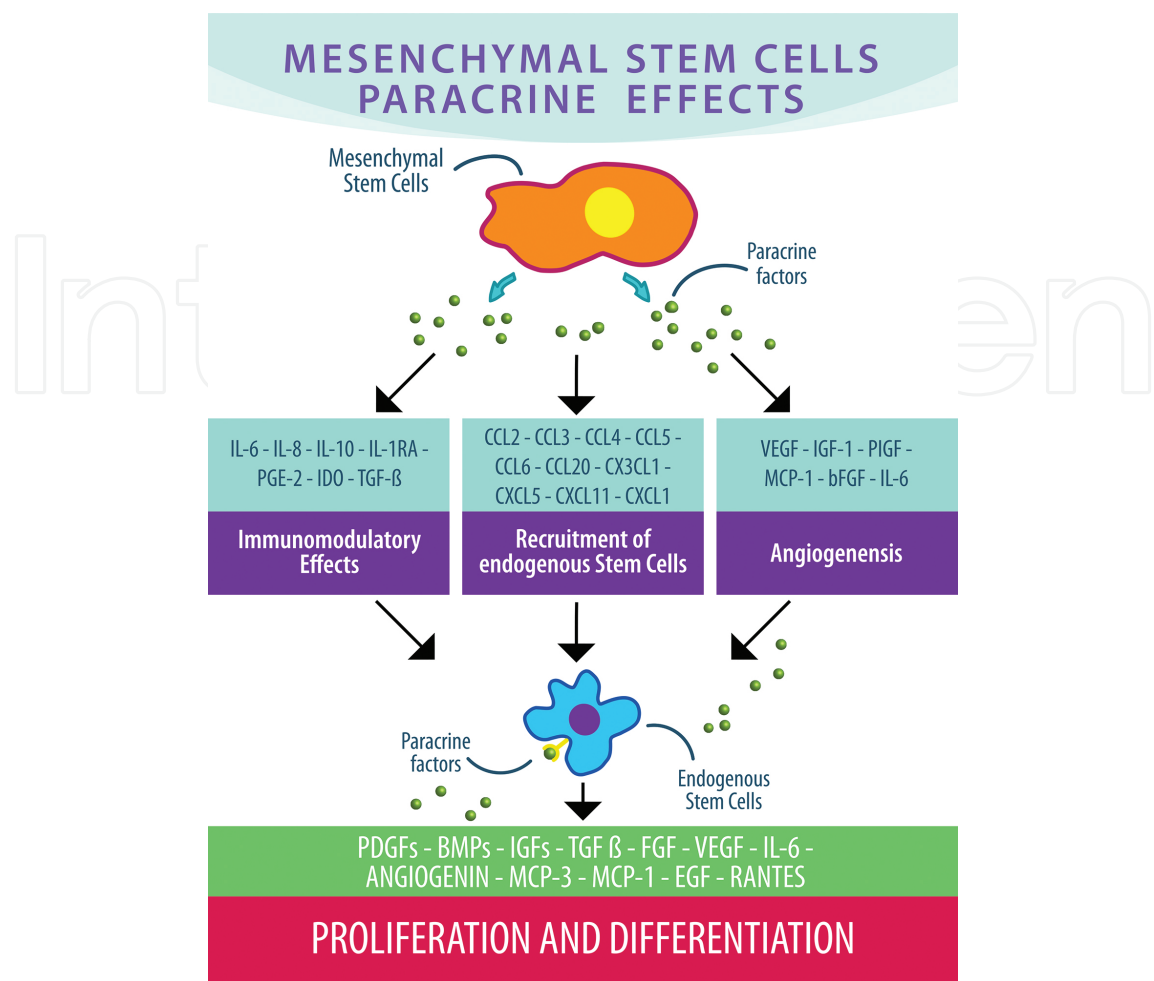 MESENCHYMAL STEM CELLS
PARACRINE EFFECTS
Mesenchymal
Stem Cells
Paracrine
factors
IL-6 - IL-8 - IL-10 - IL-1RA -
PGE-2 - IDO - TGF-ß
Immunomodulatory
Effects
CCL2 - CCL3 - CCL4 - CCL5 -
CCL6 - CCL20 - CX3CL1 -
CXCL5 - CXCL11 - CXCL1
Recruitment of
endogenous Stem Cells
VEGF - IGF-1 - PIGF -
MCP-1 - bFGF - IL-6
Angiogenensis
Paracrine
factors
Endogenous
Stem Cells
PDGFs - BMPs - IGFs - TGF ß - FGF - VEGF - IL-6 -
ANGIOGENIN - MCP-3 - MCP-1 - EGF - RANTES
PROLIFERATION AND DIFFERENTIATION